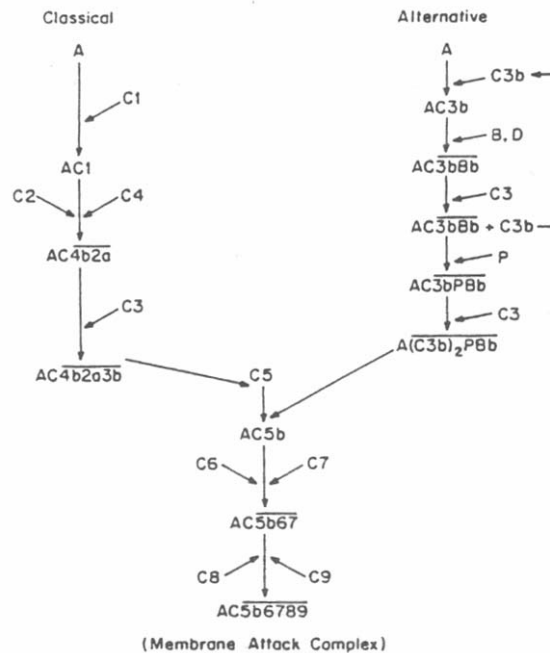 Classical
A
C1
AC1
C2 C4
AC4b2a
C3
AC4b2a3b
Alternative
A
C3b
AC3b
B,D
AC3bBb
C3
AC3bBb + C3b
P
AC3bPBb
C3
A(C3b)₂PBb
C5
AC5b
C6 C7
AC5b67
C8 C9
AC5b6789
(Membrane Attack Complex)